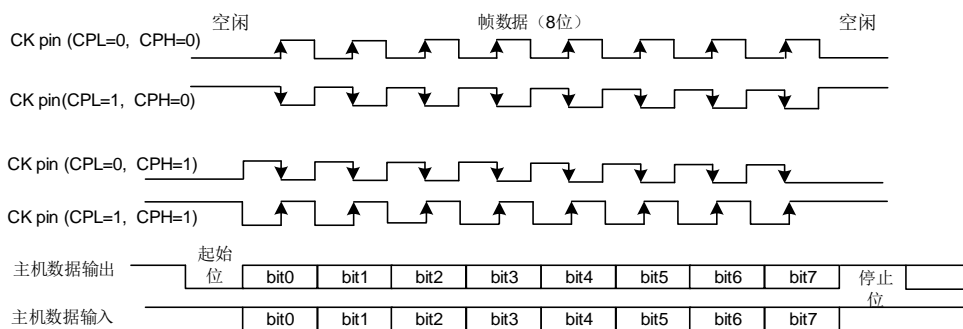 空闲 帧数据（8位） 空闲
CK pin (CPL=0, CPH=0)
CK pin(CPL=1, CPH=0)
CK pin (CPL=0, CPH=1)
CK pin (CPL=1, CPH=1)
主机数据输出 起始位 bit0 bit1 bit2 bit3 bit4 bit5 bit6 bit7 停止位
主机数据输入 bit0 bit1 bit2 bit3 bit4 bit5 bit6 bit7